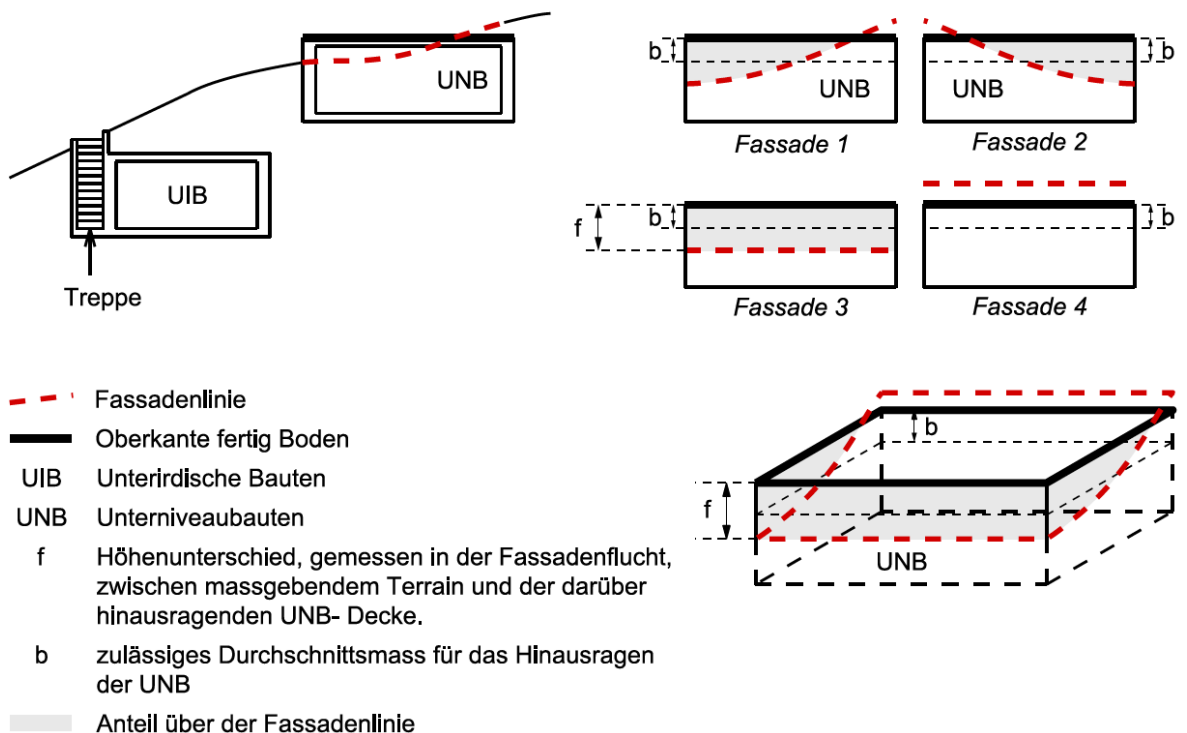 UNB
UIB
Treppe
b
UNB
Fassade 1
UNB
b
Fassade 2
f
b
Fassade 3
b
Fassade 4
Fassadenlinie
Oberkante fertig Boden
UIB Unterirdische Bauten
UNB Unterniveaubauten
f Höhenunterschied, gemessen in der Fassadenflucht,
zwischen massgebendem Terrain und der darüber
hinausragenden UNB- Decke.
b zulässiges Durchschnittsmass für das Hinausragen
der UNB
Anteil über der Fassadenlinie
b
f
UNB